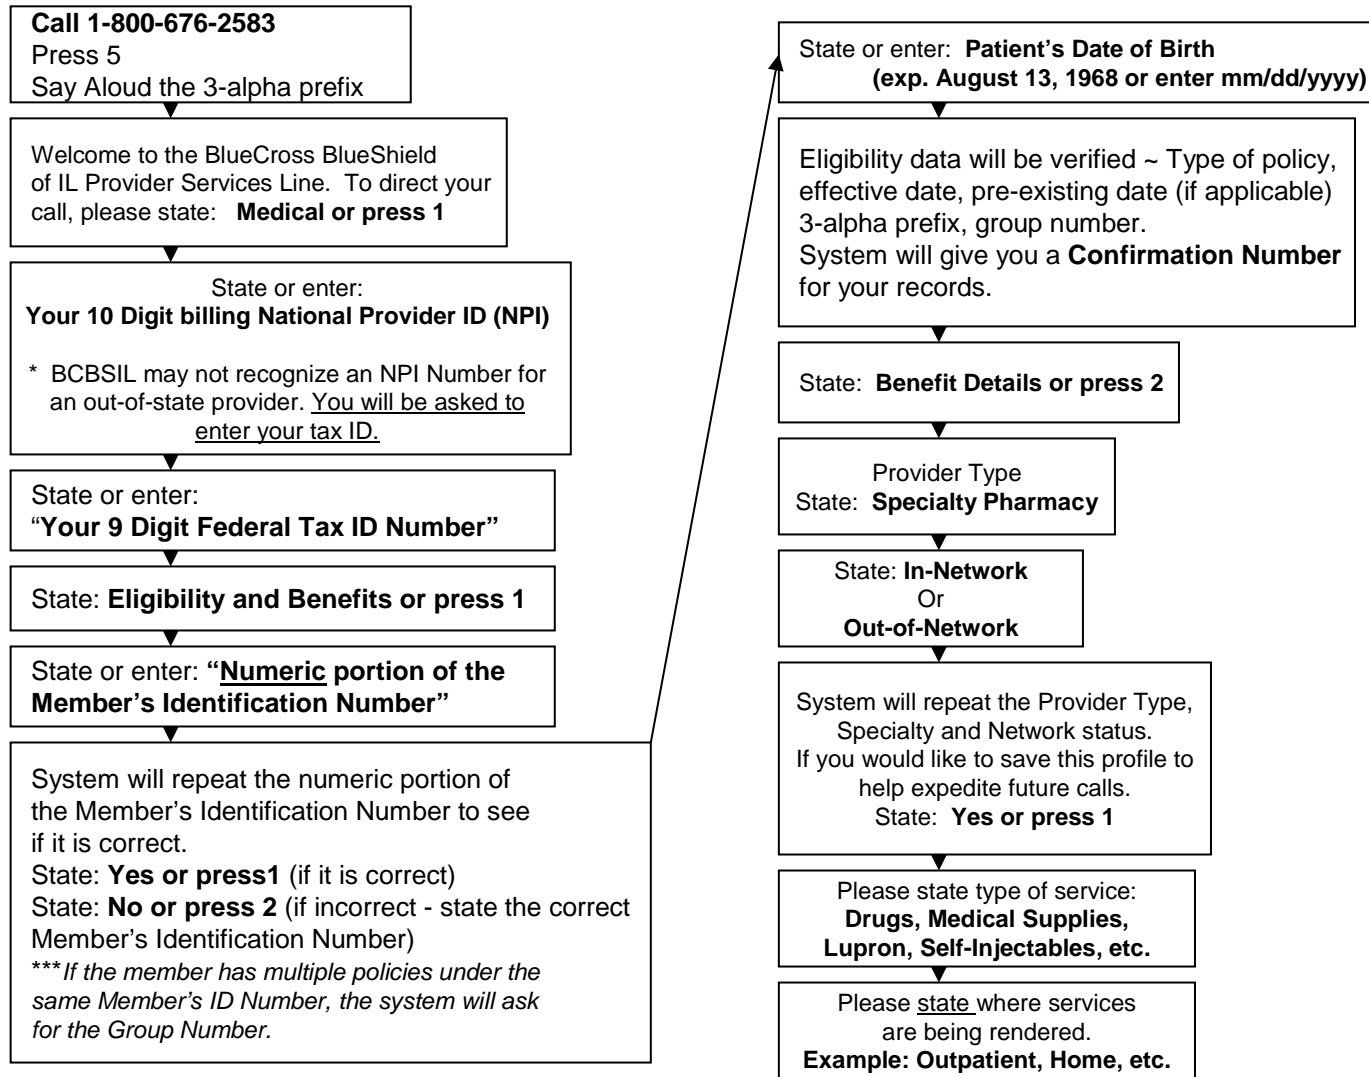 Call 1-800-676-2583
Press 5
Say Aloud the 3-alpha prefix
Welcome to the BlueCross BlueShield
of IL Provider Services Line. To direct your
call, please state: Medical or press 1
State or enter:
Your 10 Digit billing National Provider ID (NPI)
* BCBSIL may not recognize an NPI Number for
an out-of-state provider. You will be asked to
enter your tax ID.
State or enter:
“Your 9 Digit Federal Tax ID Number”
State: Eligibility and Benefits or press 1
State or enter: “Numeric portion of the
Member’s Identification Number”
System will repeat the numeric portion of
the Member’s Identification Number to see
if it is correct.
State: Yes or press1 (if it is correct)
State: No or press 2 (if incorrect - state the correct
Member’s Identification Number)
***If the member has multiple policies under the
same Member’s ID Number, the system will ask
for the Group Number.
State or enter: Patient’s Date of Birth
(exp. August 13, 1968 or enter mm/dd/yyyy)
Eligibility data will be verified ~ Type of policy,
effective date, pre-existing date (if applicable)
3-alpha prefix, group number.
System will give you a Confirmation Number
for your records.
State: Benefit Details or press 2
Provider Type
State: Specialty Pharmacy
State: In-Network
Or
Out-of-Network
System will repeat the Provider Type,
Specialty and Network status.
If you would like to save this profile to
help expedite future calls.
State: Yes or press 1
Please state type of service:
Drugs, Medical Supplies,
Lupron, Self-Injectables, etc.
Please state where services
are being rendered.
Example: Outpatient, Home, etc.